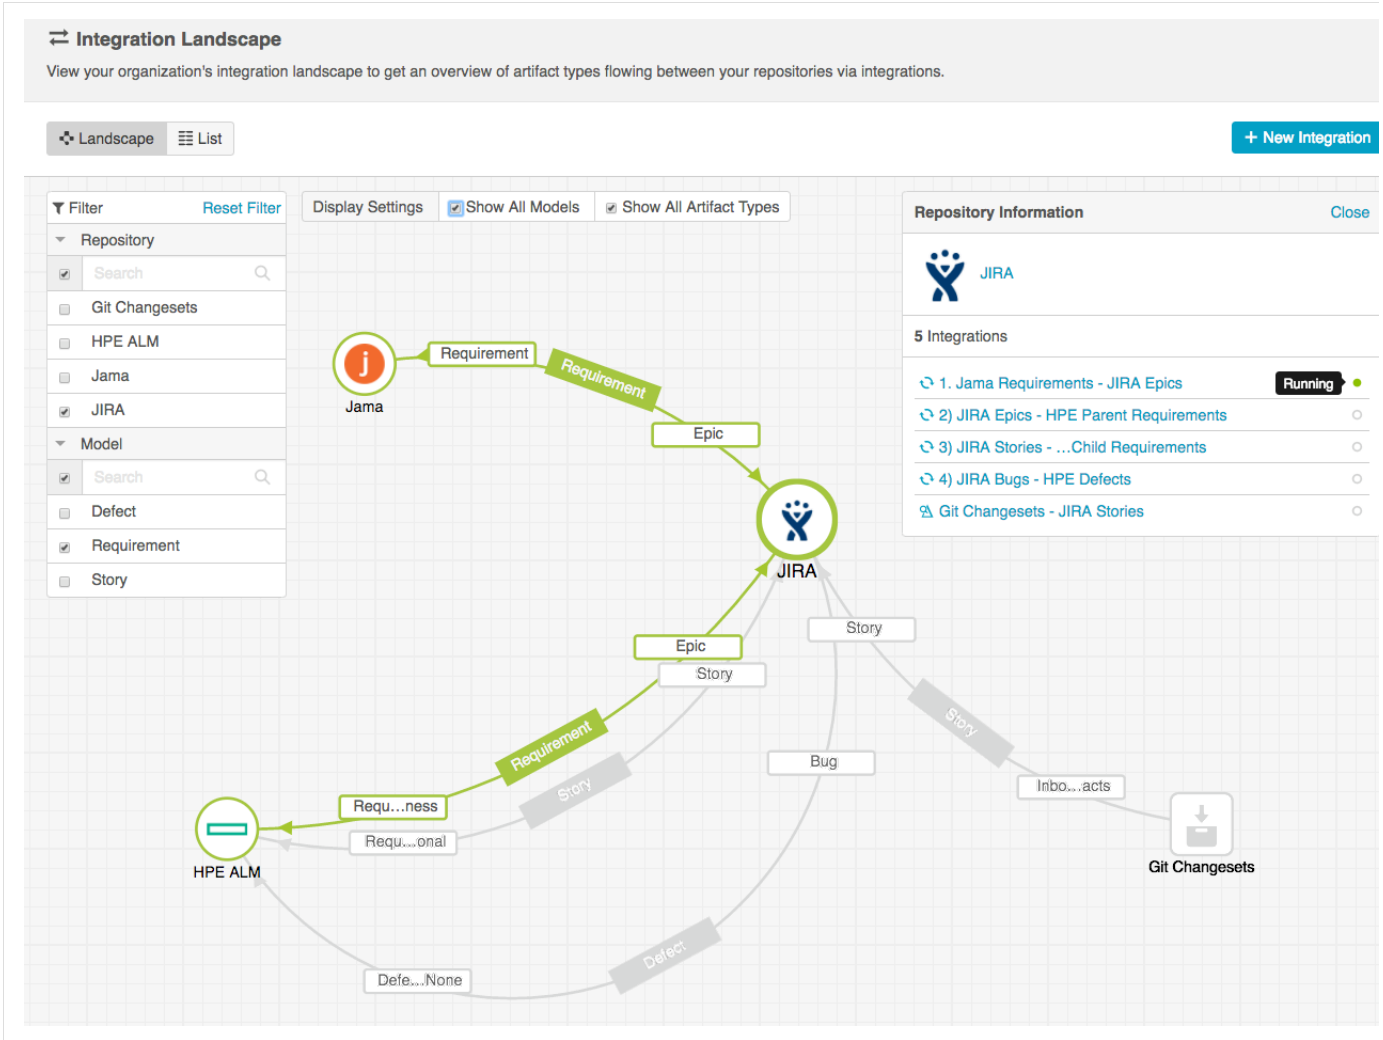 Integration Landscape
View your organization's integration landscape to get an overview of artifact types flowing between your repositories via integrations.
Landscape
List
+ New Integration
Filter
Reset Filter
Repository
Search
Git Changesets
HPE ALM
Jama
JIRA
Model
Search
Defect
Requirement
Story
Display Settings
Show All Models
Show All Artifact Types
Repository Information
Close
JIRA
5 Integrations
1. Jama Requirements - JIRA Epics
Running
2) JIRA Epics - HPE Parent Requirements
3) JIRA Stories - ...Child Requirements
4) JIRA Bugs - HPE Defects
Git Changesets - JIRA Stories
j
Jama
Requirement
Requirement
Epic
JIRA
Epic
Story
Story
Requirement
Story
Story
Bug
Requ...ness
Requ...onal
Inbo...acts
HPE ALM
Git Changesets
Defect
Defe...None